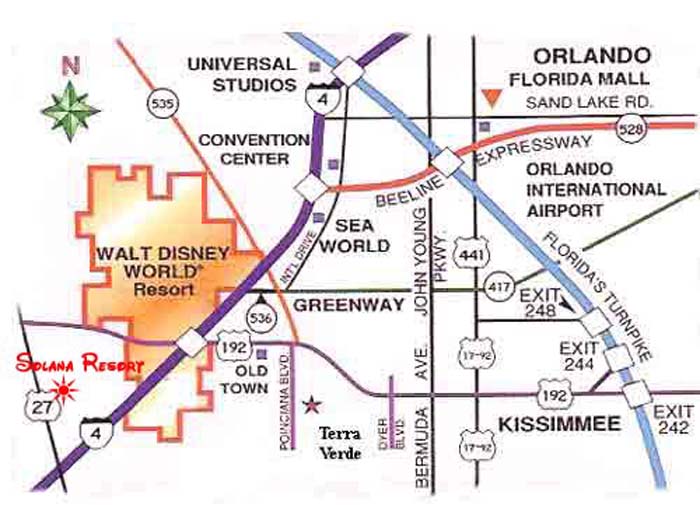 N
UNIVERSAL
STUDIOS
4
535
ORLANDO
FLORIDA MALL
SAND LAKE RD.
528
CONVENTION
CENTER
BEELINE
EXPRESSWAY
ORLANDO
INTERNATIONAL
AIRPORT
SEA
WORLD
INT'L DRIVE
JOHN YOUNG
PKWY.
441
WALT DISNEY
WORLD®
Resort
FLORIDA'S TURNPIKE
417
GREENWAY
536
EXIT
248
192
OLD
TOWN
17-92
EXIT
244
SOLANA RESORT
27
4
POINCIANA BLVD.
Terra
Verde
DYER
BLVD.
BERMUDA AVE.
192
KISSIMMEE
EXIT
242
17-92